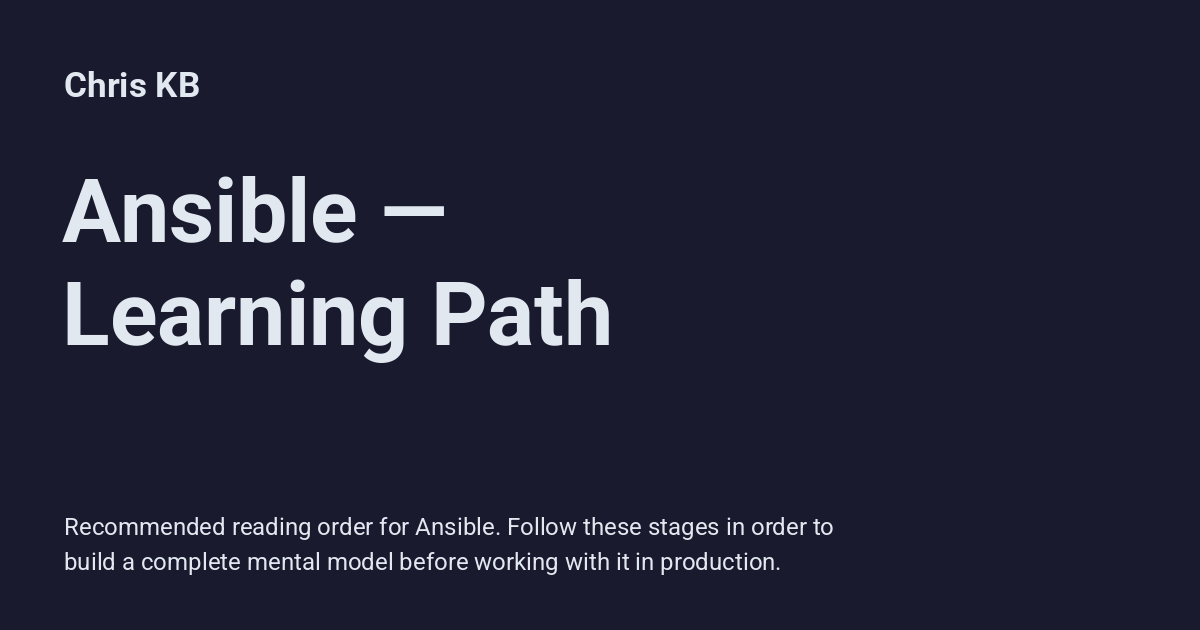 Chris KB
Ansible —
Learning Path
Recommended reading order for Ansible. Follow these stages in order to
build a complete mental model before working with it in production.